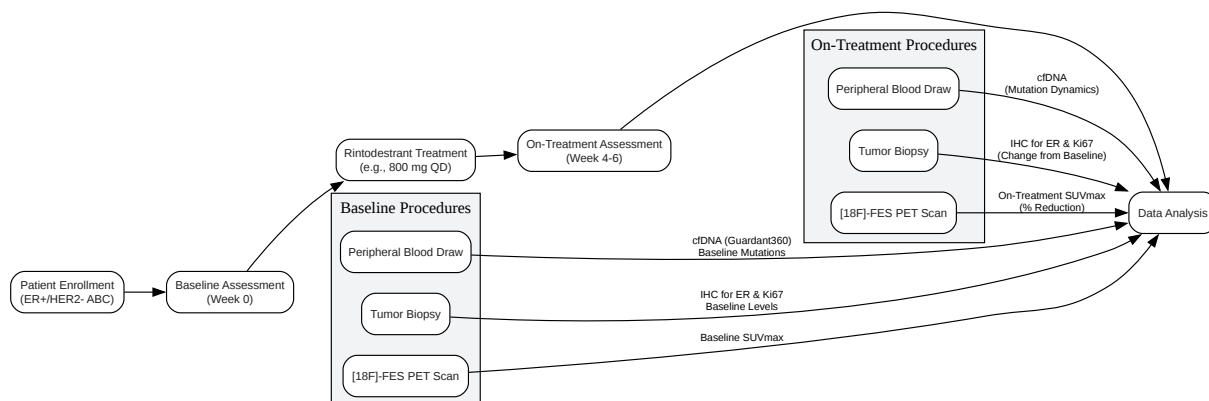 On-Treatment Procedures
Peripheral Blood Draw
cfDNA
(Mutation Dynamics)
Rintodestrant Treatment
(e.g., 800 mg QD)
On-Treatment Assessment
(Week 4-6)
Tumor Biopsy
IHC for ER & Ki67
(Change from Baseline)
Baseline Procedures
[18F]-FES PET Scan
On-Treatment SUVmax
(% Reduction)
Data Analysis
Peripheral Blood Draw
cfDNA (Guardant360)
Baseline Mutations
Patient Enrollment
(ER+/HER2- ABC)
Baseline Assessment
(Week 0)
Tumor Biopsy
IHC for ER & Ki67
Baseline Levels
[18F]-FES PET Scan
Baseline SUVmax